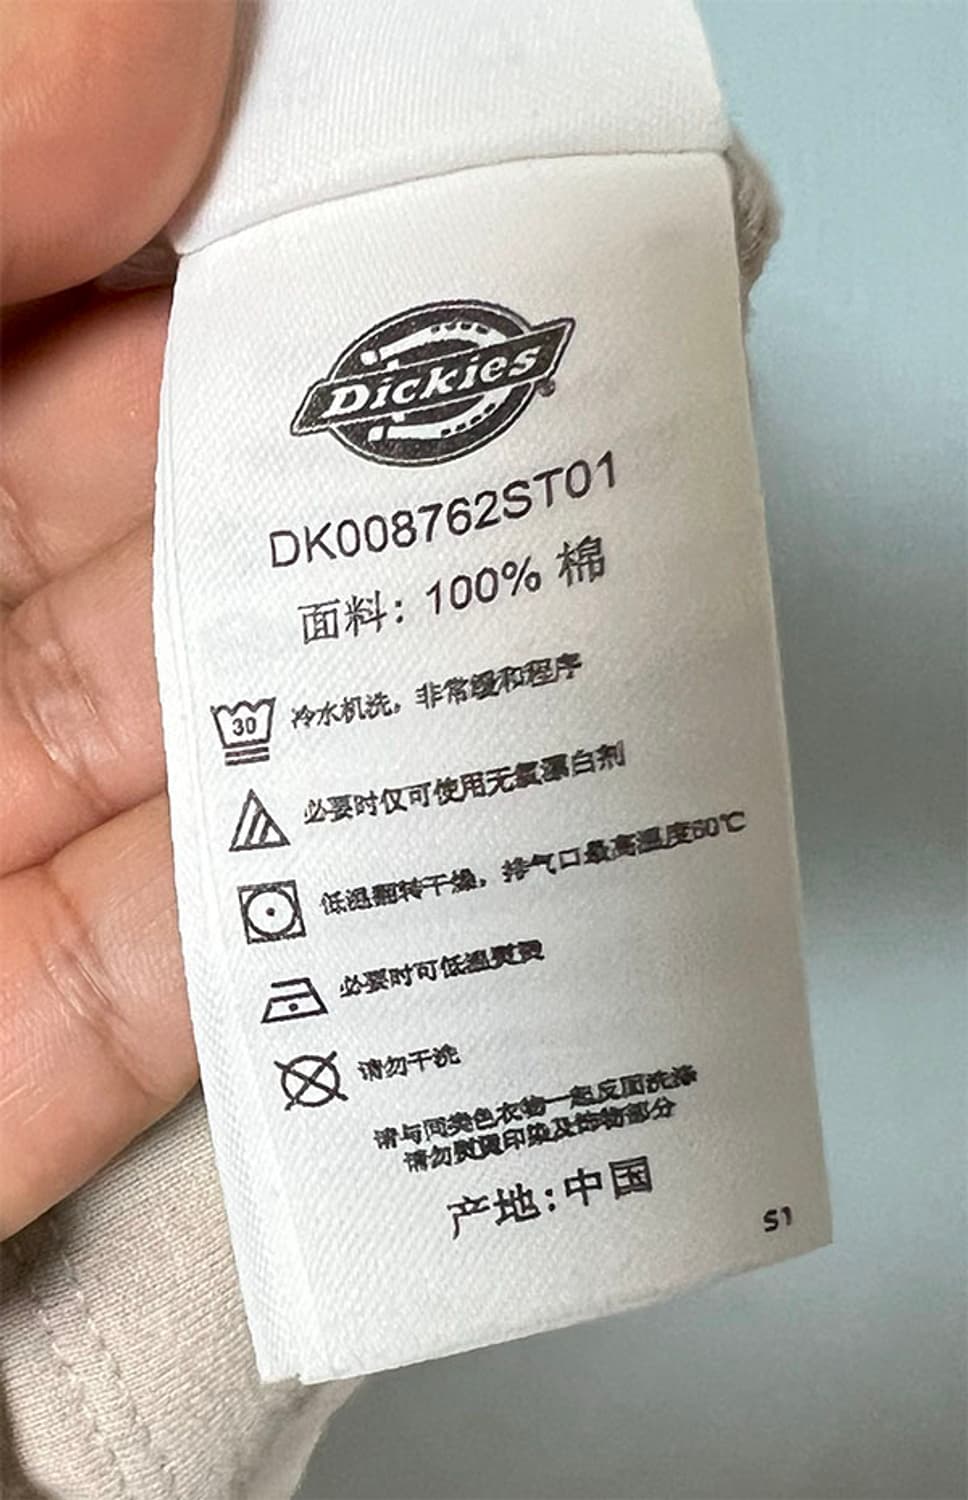 Dickies
DK008762ST01
面料: 100% 棉
30
冷水机洗。非常缓和程序
必要时仅可使用无氯漂白剂
低温翻转干燥，排气口最高温度60℃
必要时可低温熨烫
请勿干洗
请与同类色衣物一起反面洗涤
请勿熨烫印染及饰物部分
产地:中国
S1